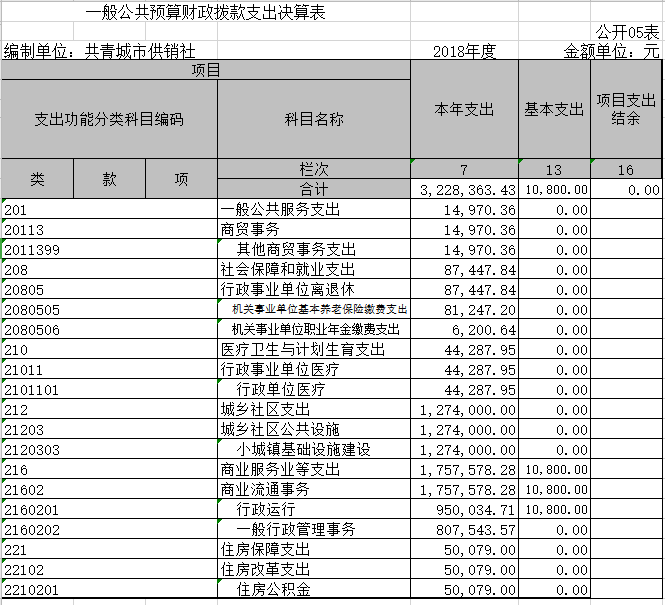 一般公共预算财政拨款支出决算表
公开05表
编制单位：共青城市供销社 2018年度 金额单位：元
项目 本年支出 基本支出 项目支出结余
支出功能分类科目编码 科目名称
类 款 项 栏次 7 13 16
合计 3,228,363.43 10,800.00 0.00
201 一般公共服务支出 14,970.36 0.00
20113 商贸事务 14,970.36 0.00
2011399 其他商贸事务支出 14,970.36 0.00
208 社会保障和就业支出 87,447.84 0.00
20805 行政事业单位离退休 87,447.84 0.00
2080505 机关事业单位基本养老保险缴费支出 81,247.20 0.00
2080506 机关事业单位职业年金缴费支出 6,200.64 0.00
210 医疗卫生与计划生育支出 44,287.95 0.00
21011 行政事业单位医疗 44,287.95 0.00
2101101 行政单位医疗 44,287.95 0.00
212 城乡社区支出 1,274,000.00 0.00
21203 城乡社区公共设施 1,274,000.00 0.00
2120303 小城镇基础设施建设 1,274,000.00 0.00
216 商业服务业等支出 1,757,578.28 10,800.00
21602 商业流通事务 1,757,578.28 10,800.00
2160201 行政运行 950,034.71 10,800.00
2160202 一般行政管理事务 807,543.57 0.00
221 住房保障支出 50,079.00 0.00
22102 住房改革支出 50,079.00 0.00
2210201 住房公积金 50,079.00 0.00